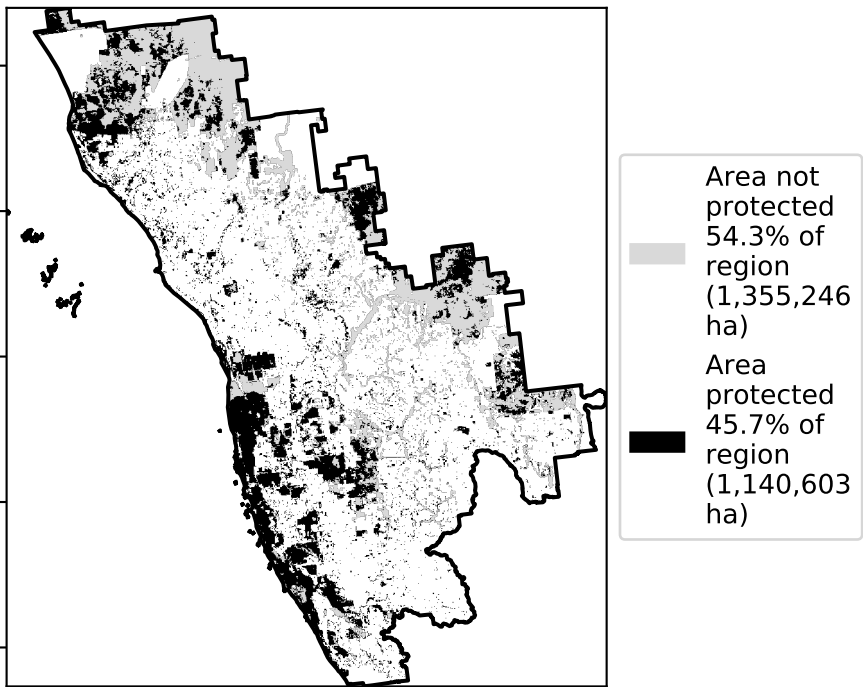 Area not
protected
54.3% of
region
(1,355,246
ha)
Area
protected
45.7% of
region
(1,140,603
ha)